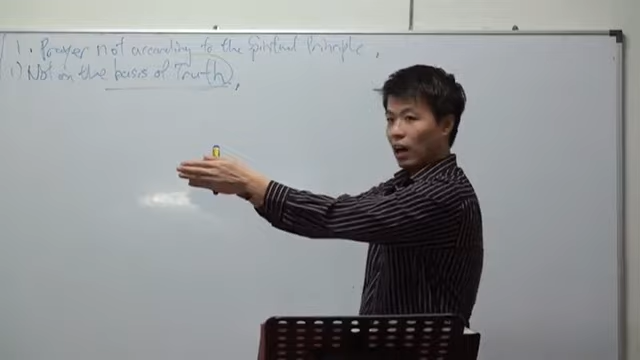 1. Prayer not according to the Spiritual Principle,
1) Not on the basis of Truth,